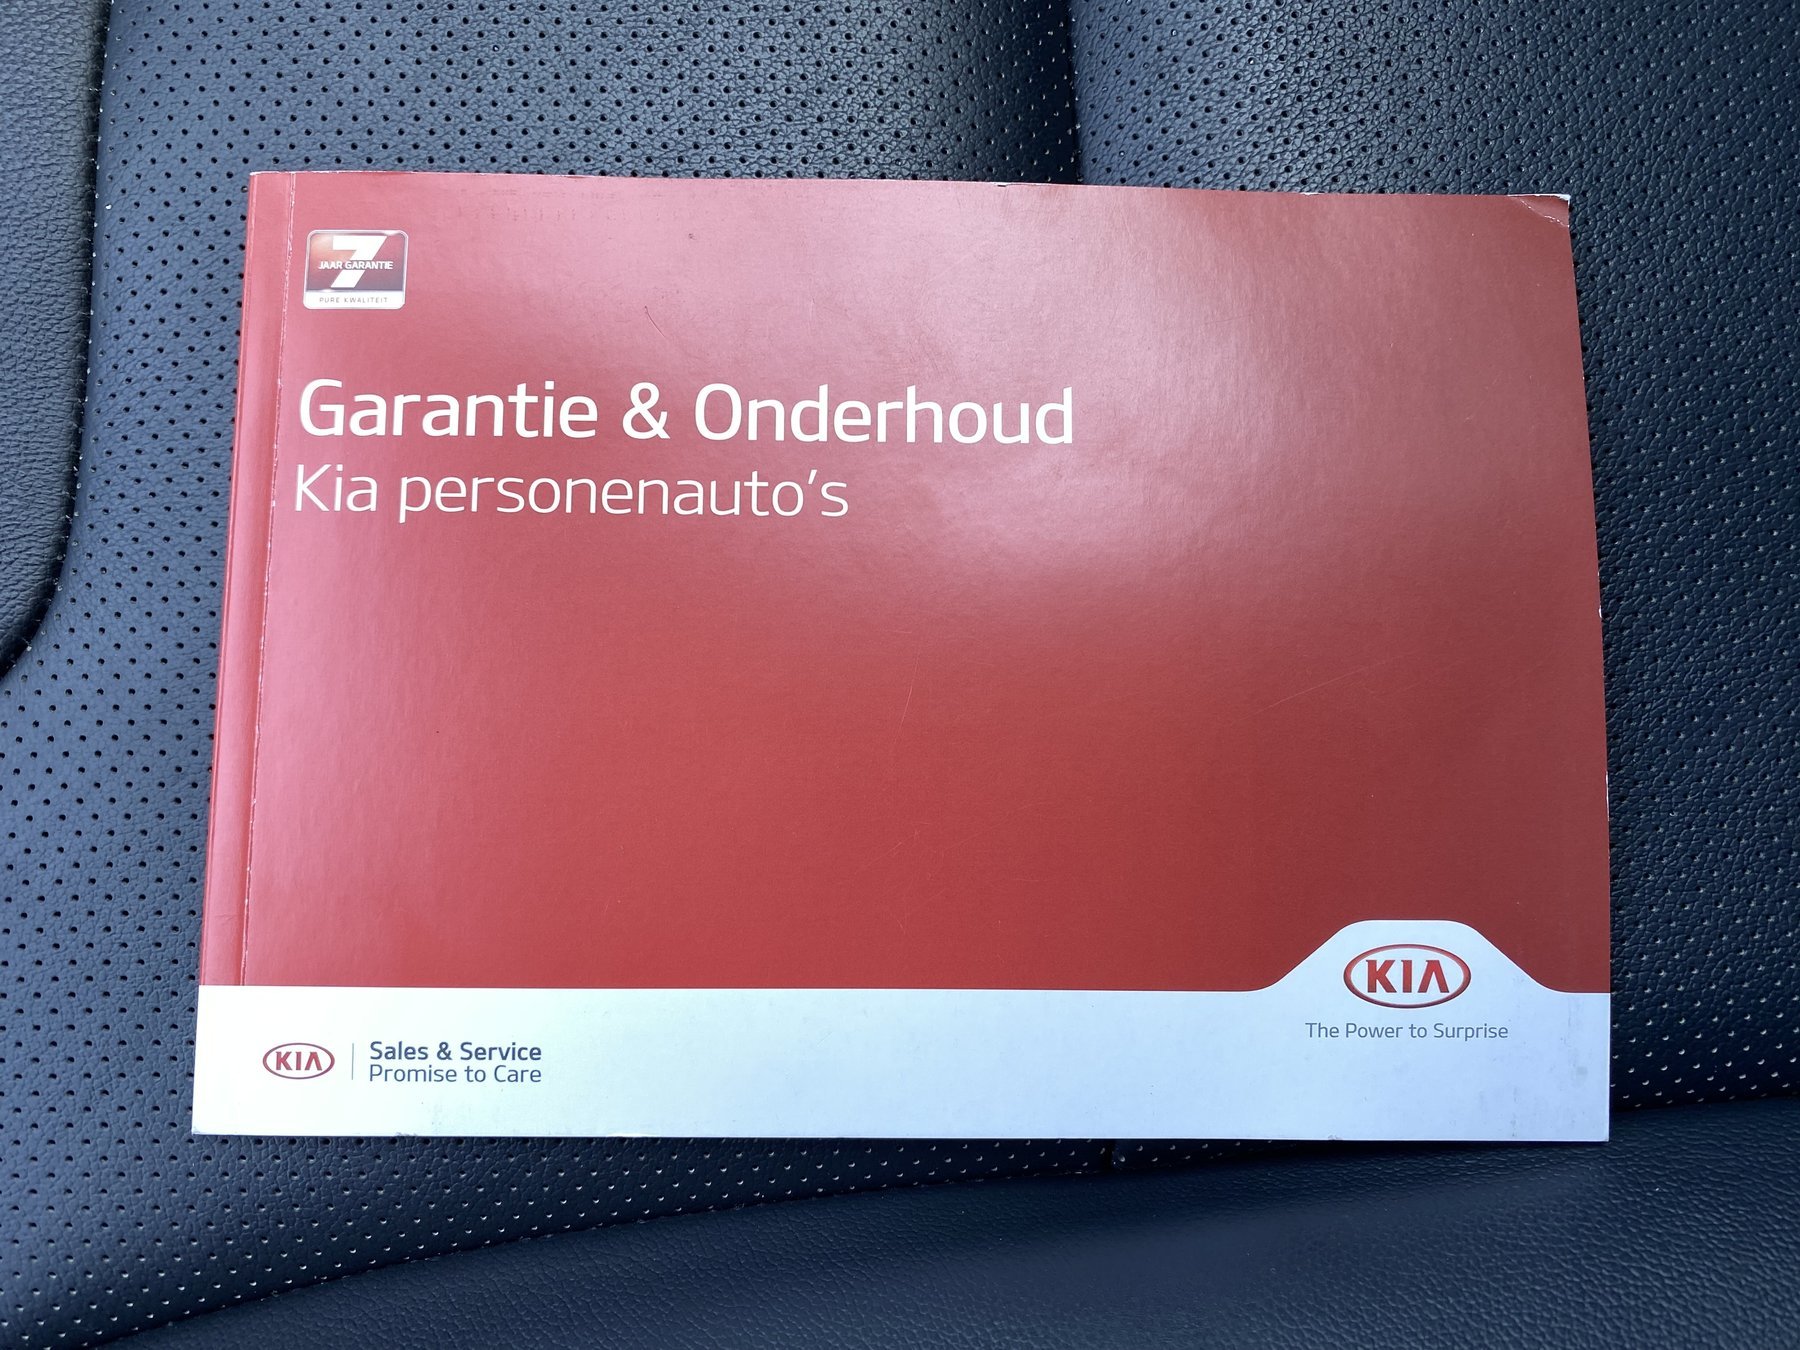 7
JAAR GARANTIE
PURE KWALITEIT
Garantie & Onderhoud
Kia personenauto's
KIA
The Power to Surprise
KIA
Sales & Service
Promise to Care